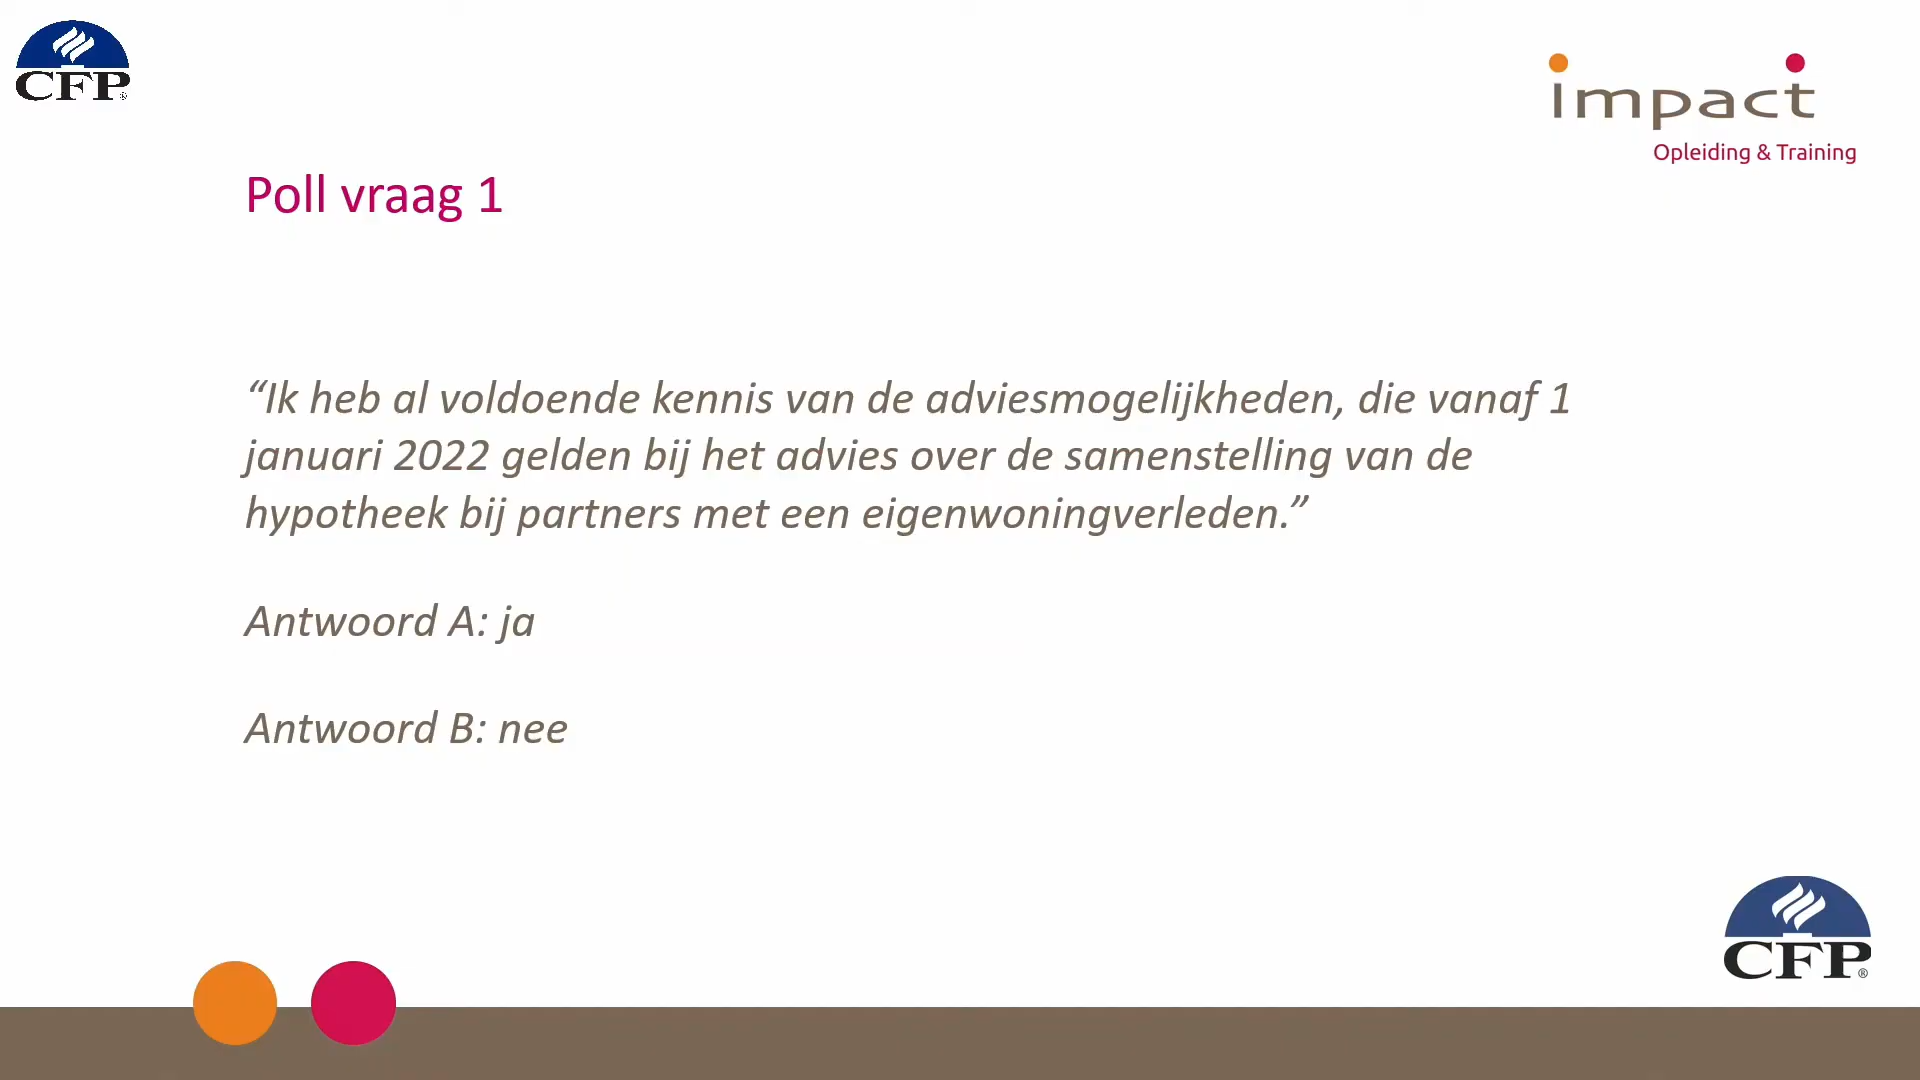 CFP®
impact
Opleiding & Training
Poll vraag 1
“Ik heb al voldoende kennis van de adviesmogelijkheden, die vanaf 1
januari 2022 gelden bij het advies over de samenstelling van de
hypotheek bij partners met een eigenwoningverleden.”
Antwoord A: ja
Antwoord B: nee
CFP®